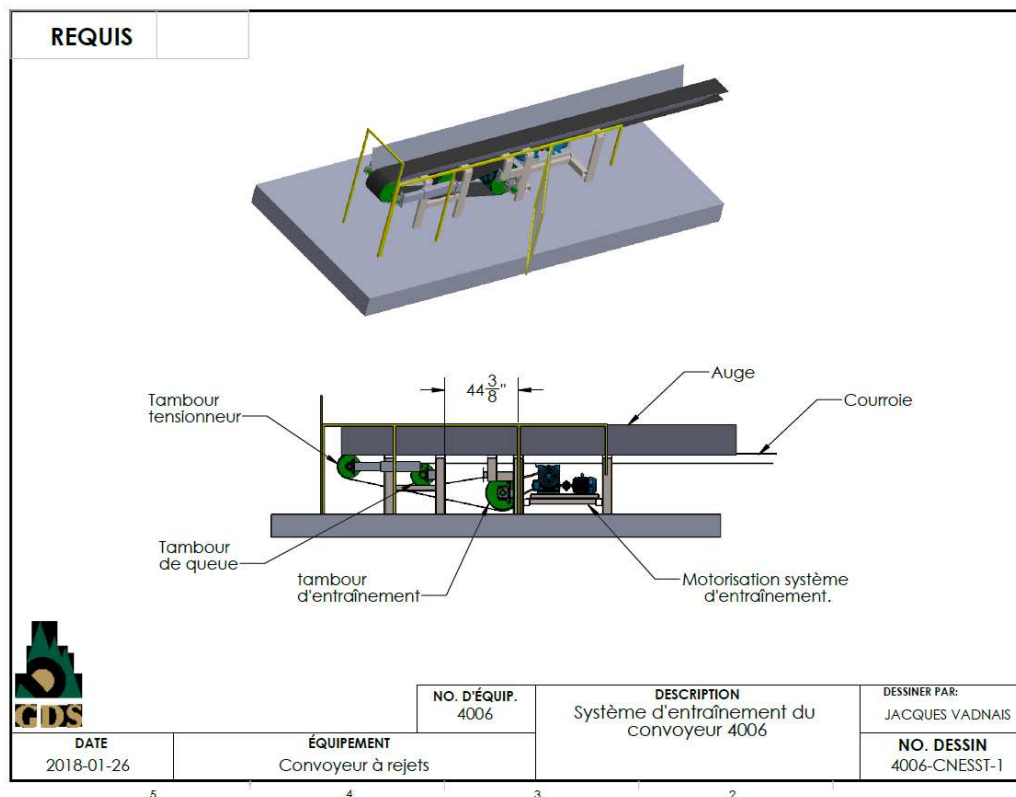 REQUIS
44 3/8"
Auge
Courroie
Tambour
tensionneur
Tambour
de queue
tambour
d'entraînement
Motorisation système
d'entraînement.
GDS
NO. D'ÉQUIP.
4006
DESCRIPTION
Système d'entraînement du
convoyeur 4006
DESSINER PAR:
JACQUES VADNAIS
DATE
2018-01-26
ÉQUIPEMENT
Convoyeur à rejets
NO. DESSIN
4006-CNESST-1
5 4 3 2